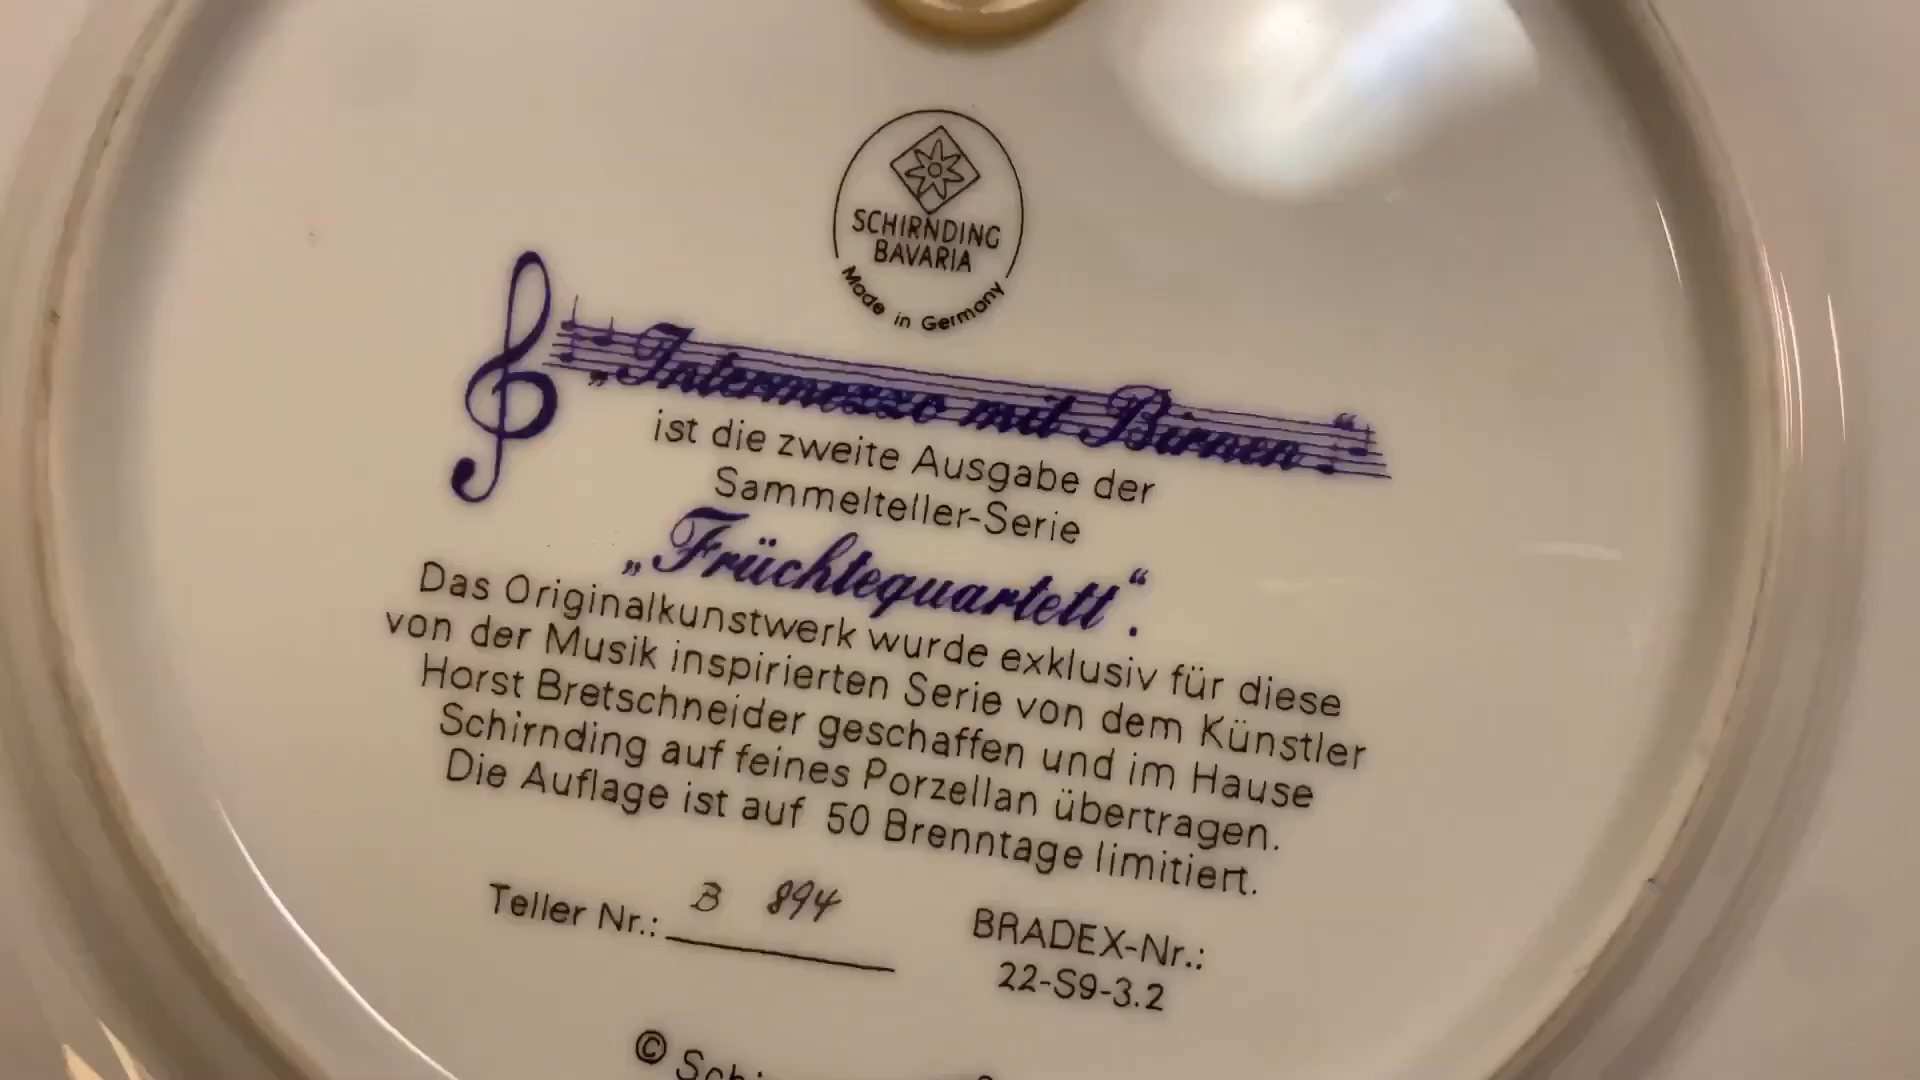 SCHIRNDING
BAVARIA
Made in Germany
„Intermezzo mit Birnen“
ist die zweite Ausgabe der
Sammelteller-Serie
„Früchtequartett“.
Das Originalkunstwerk wurde exklusiv für diese
von der Musik inspirierten Serie von dem Künstler
Horst Bretschneider geschaffen und im Hause
Schirnding auf feines Porzellan übertragen.
Die Auflage ist auf 50 Brenntage limitiert.
Teller Nr.: B 894
BRADEX-Nr.:
22-S9-3.2
©